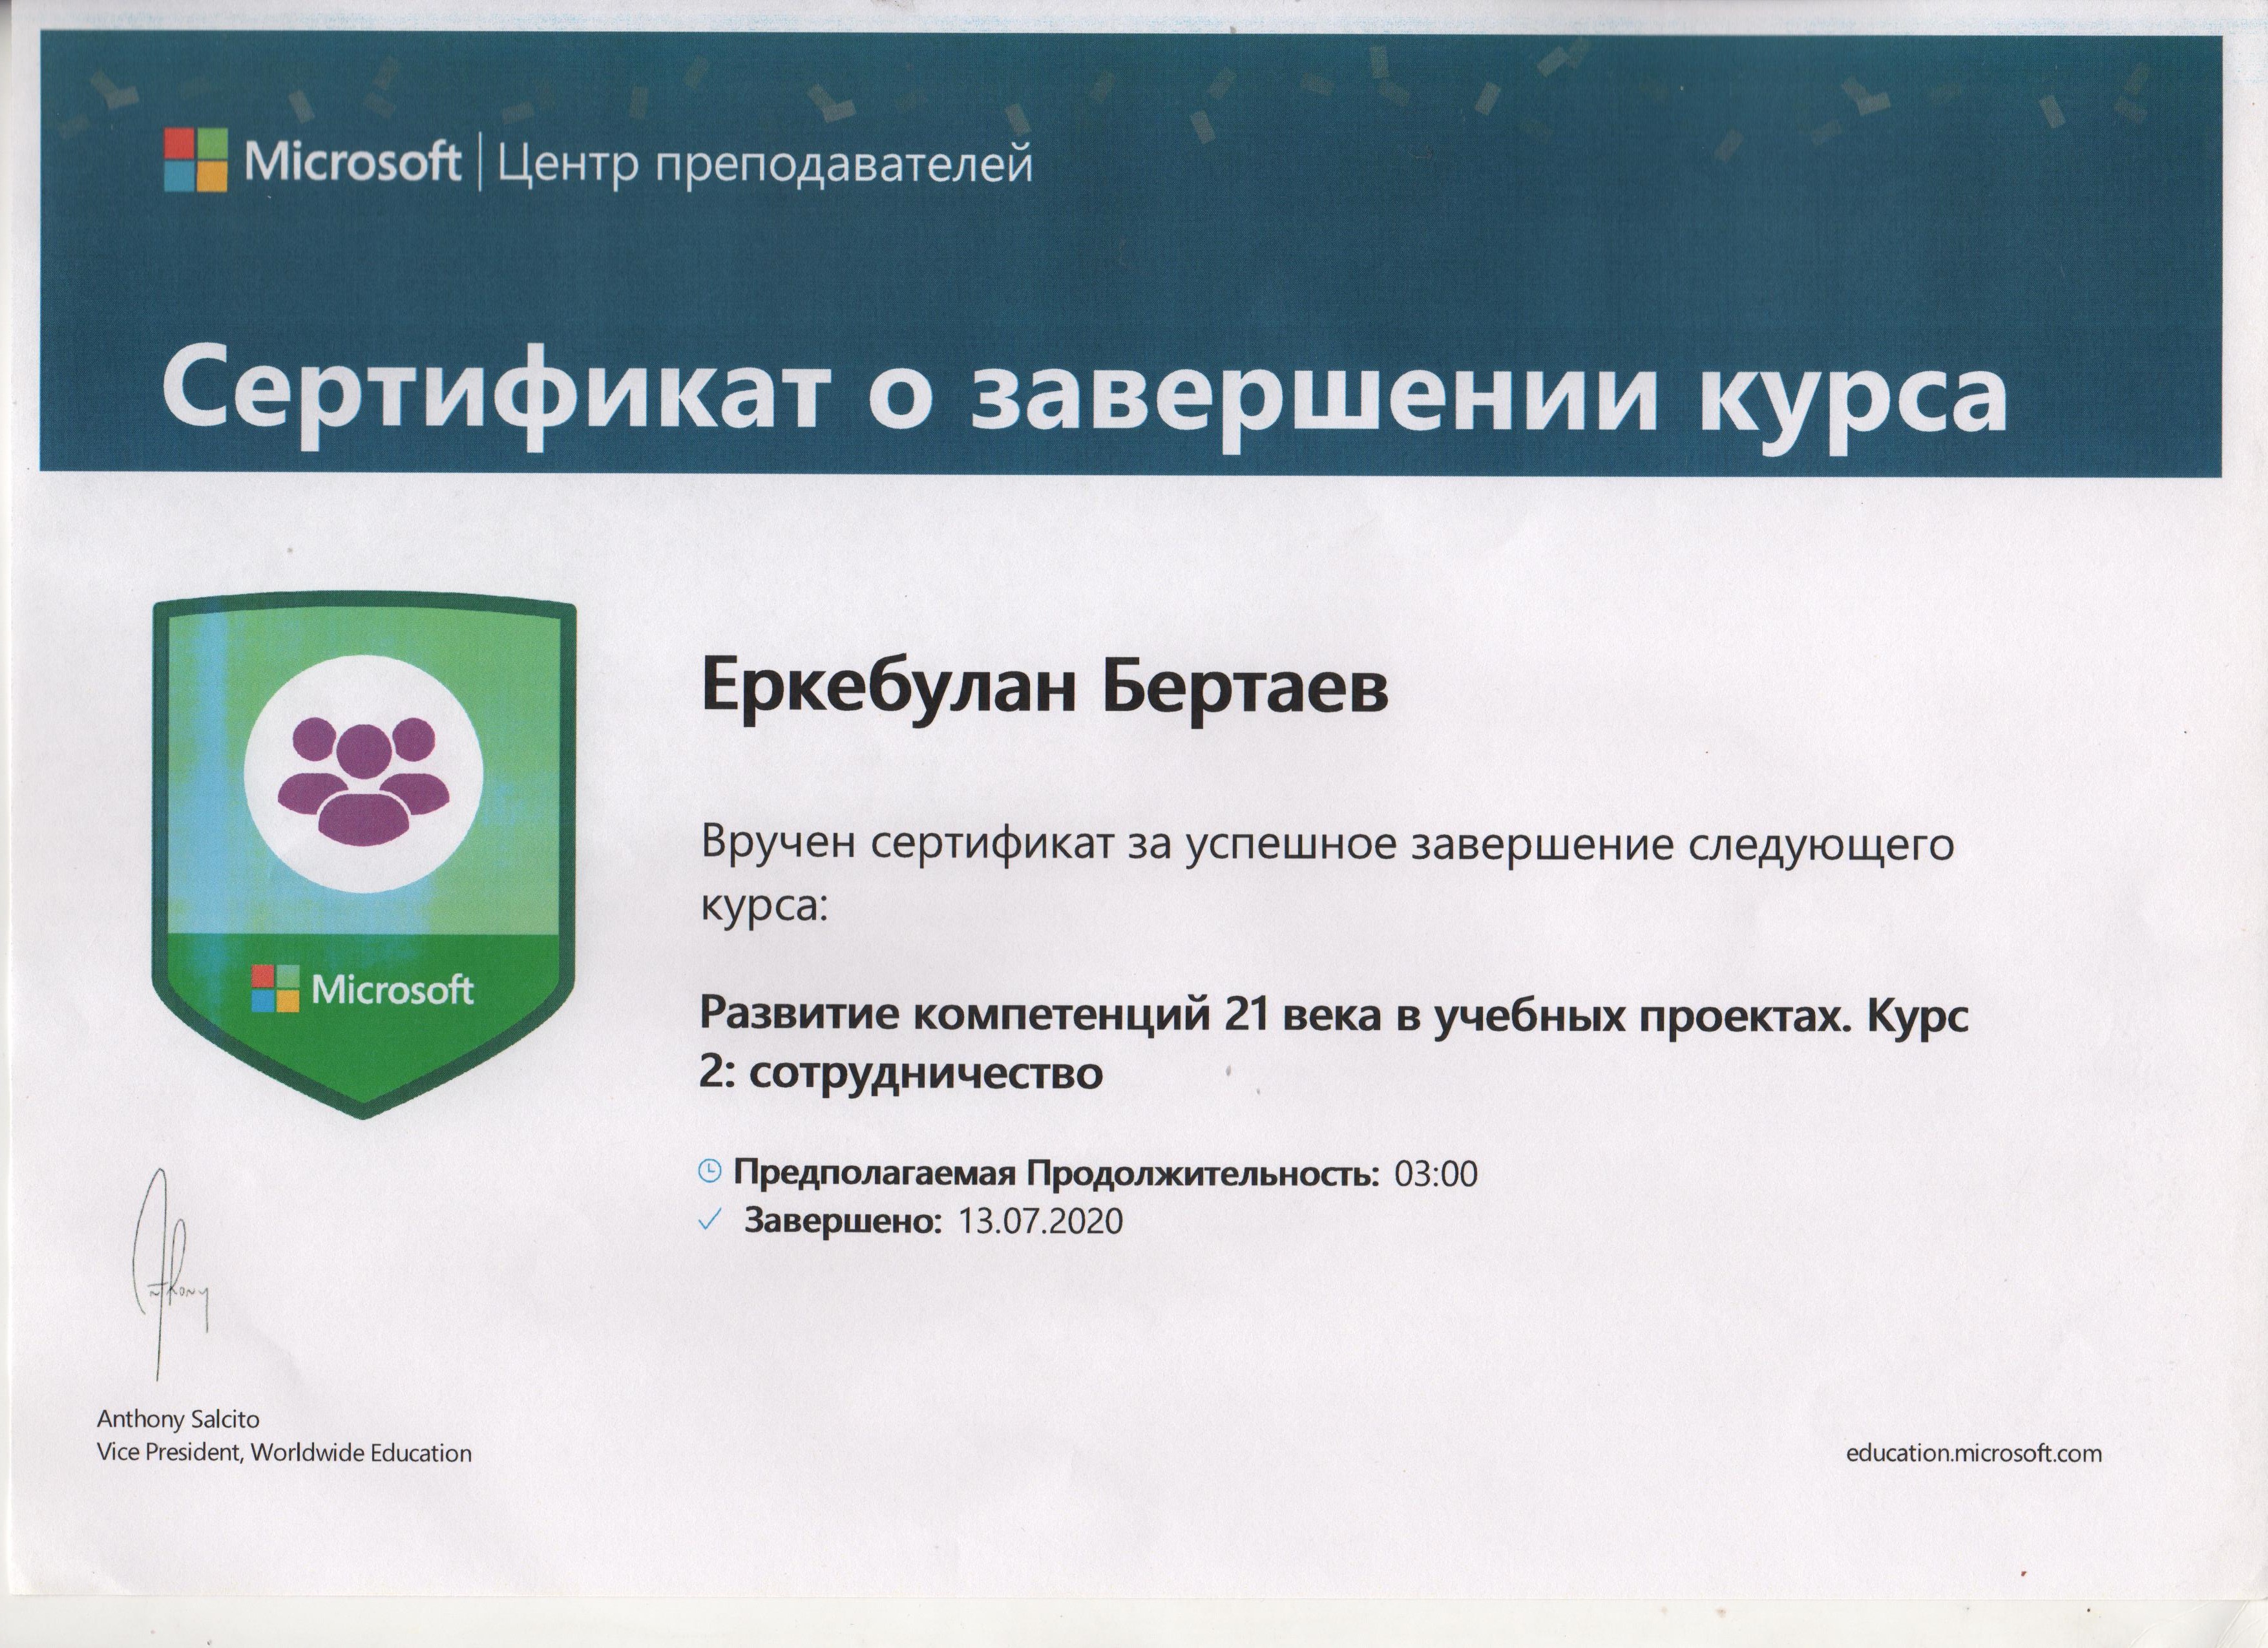 Microsoft | Центр преподавателей
Сертификат о завершении курса
Еркебулан Бертаев
Вручен сертификат за успешное завершение следующего
курса:
Развитие компетенций 21 века в учебных проектах. Курс
2: сотрудничество
Microsoft
Предполагаемая Продолжительность: 03:00
Завершено: 13.07.2020
Anthony
Anthony Salcito
Vice President, Worldwide Education
education.microsoft.com